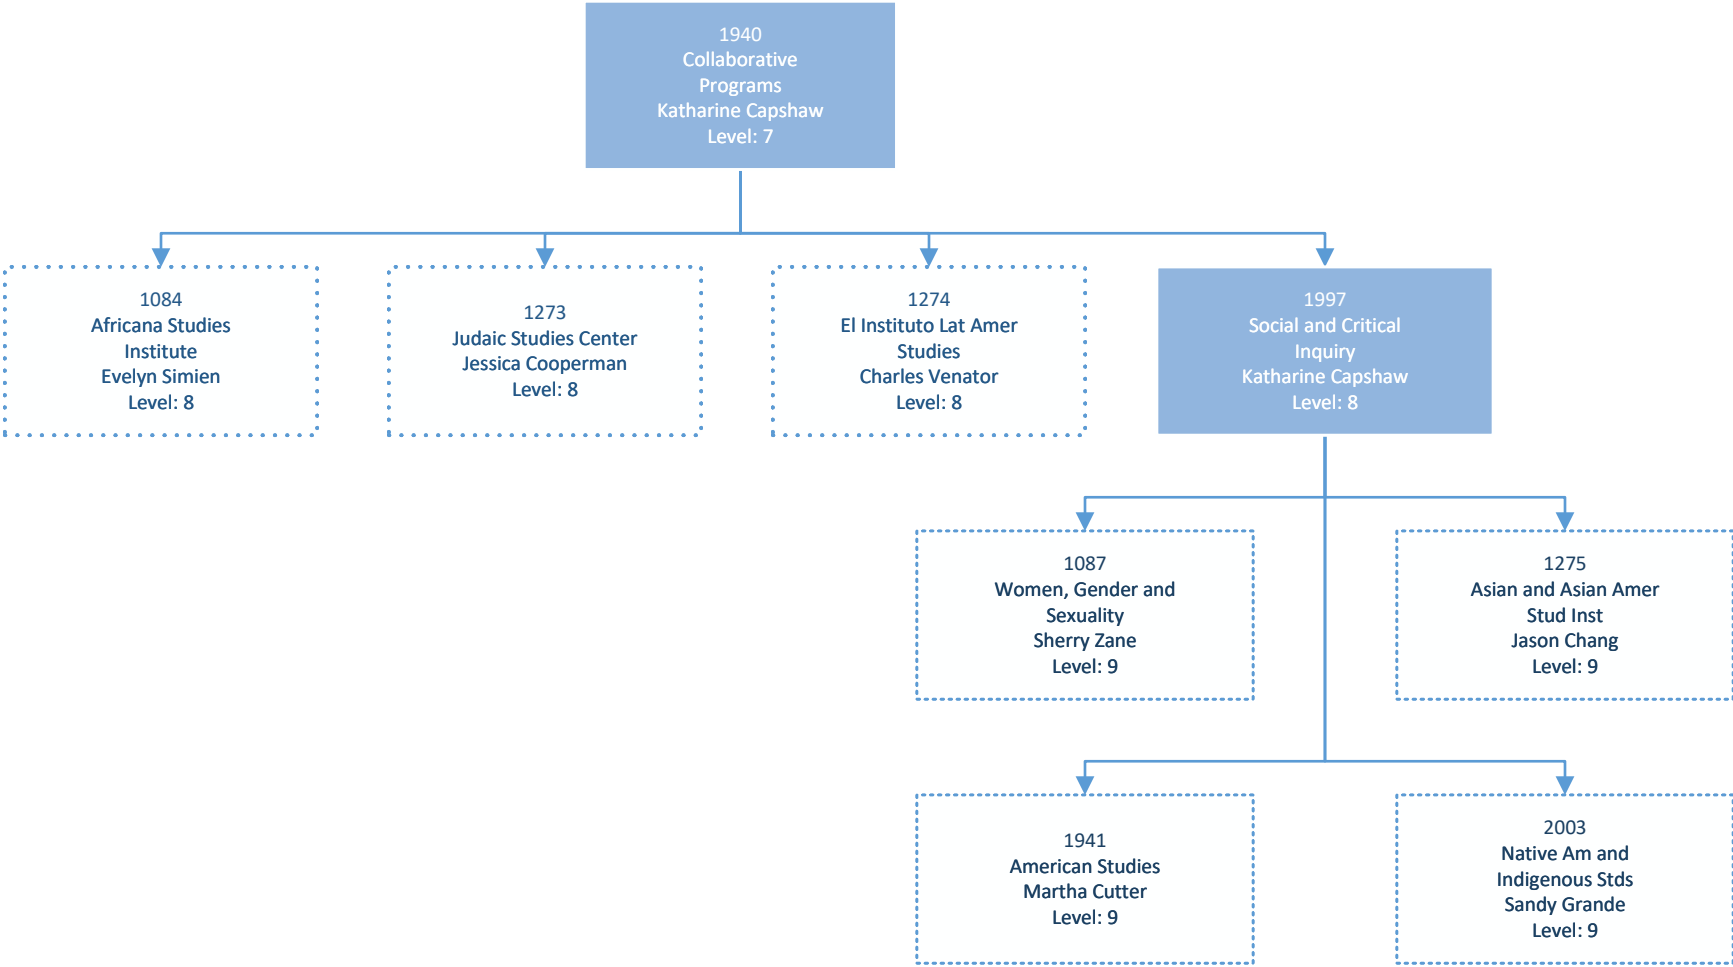 1940
Collaborative
Programs
Katharine Capshaw
Level: 7
1084
Africana Studies
Institute
Evelyn Simien
Level: 8
1273
Judaic Studies Center
Jessica Cooperman
Level: 8
1274
El Instituto Lat Amer
Studies
Charles Venator
Level: 8
1997
Social and Critical
Inquiry
Katharine Capshaw
Level: 8
1087
Women, Gender and
Sexuality
Sherry Zane
Level: 9
1275
Asian and Asian Amer
Stud Inst
Jason Chang
Level: 9
1941
American Studies
Martha Cutter
Level: 9
2003
Native Am and
Indigenous Stds
Sandy Grande
Level: 9